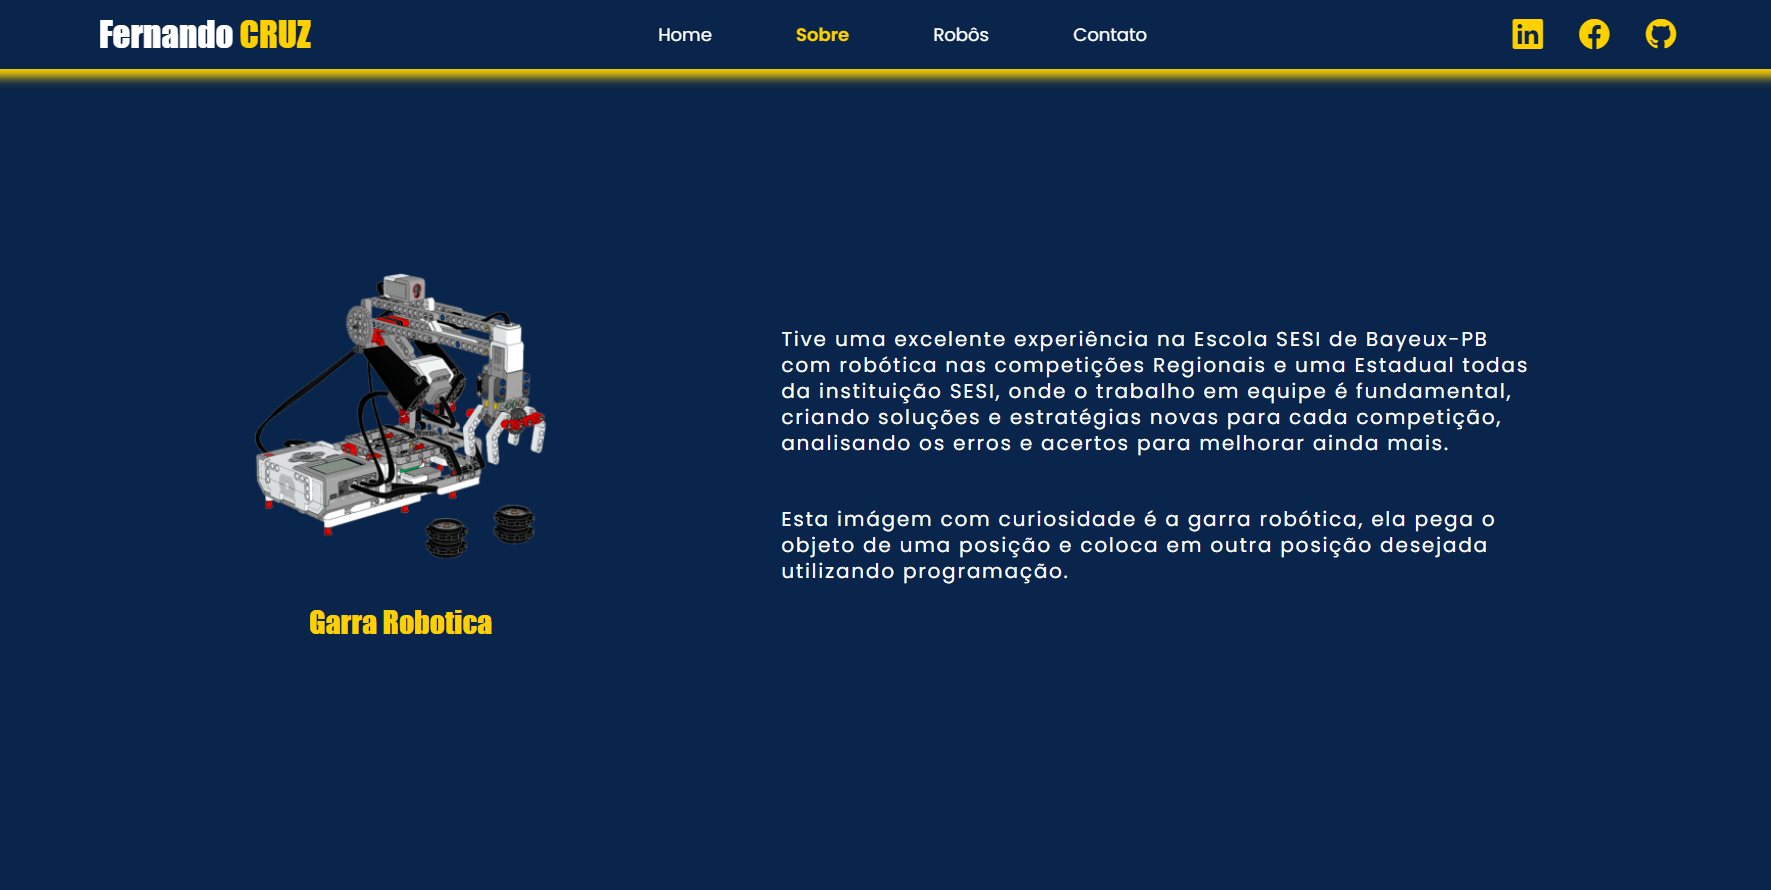 Fernando CRUZ
Home Sobre Robôs Contato
in
Tive uma excelente experiência na Escola SESI de Bayeux-PB
com robótica nas competições Regionais e uma Estadual todas
da instituição SESI, onde o trabalho em equipe é fundamental,
criando soluções e estratégias novas para cada competição,
analisando os erros e acertos para melhorar ainda mais.
Esta imágem com curiosidade é a garra robótica, ela pega o
objeto de uma posição e coloca em outra posição desejada
utilizando programação.
Garra Robotica